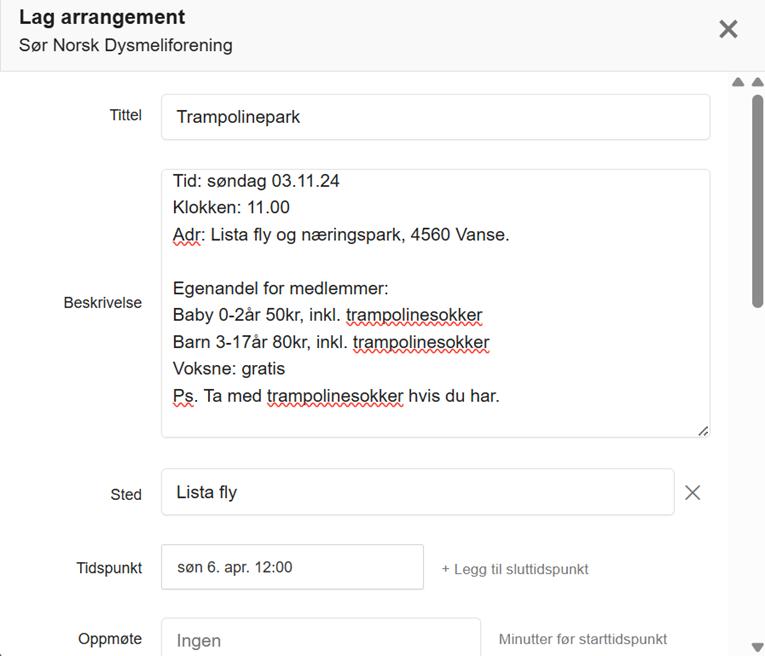 Lag arrangement
Sør Norsk Dysmeliforening
Tittel
Trampolinepark
Beskrivelse
Tid: søndag 03.11.24
Klokken: 11.00
Adr: Lista fly og næringspark, 4560 Vanse.
Egenandel for medlemmer:
Baby 0-2år 50kr, inkl. trampolinesokker
Barn 3-17år 80kr, inkl. trampolinesokker
Voksne: gratis
Ps. Ta med trampolinesokker hvis du har.
Sted
Lista fly
Tidspunkt
søn 6. apr. 12:00
+ Legg til sluttidspunkt
Oppmøte
Ingen
Minutter før starttidspunkt